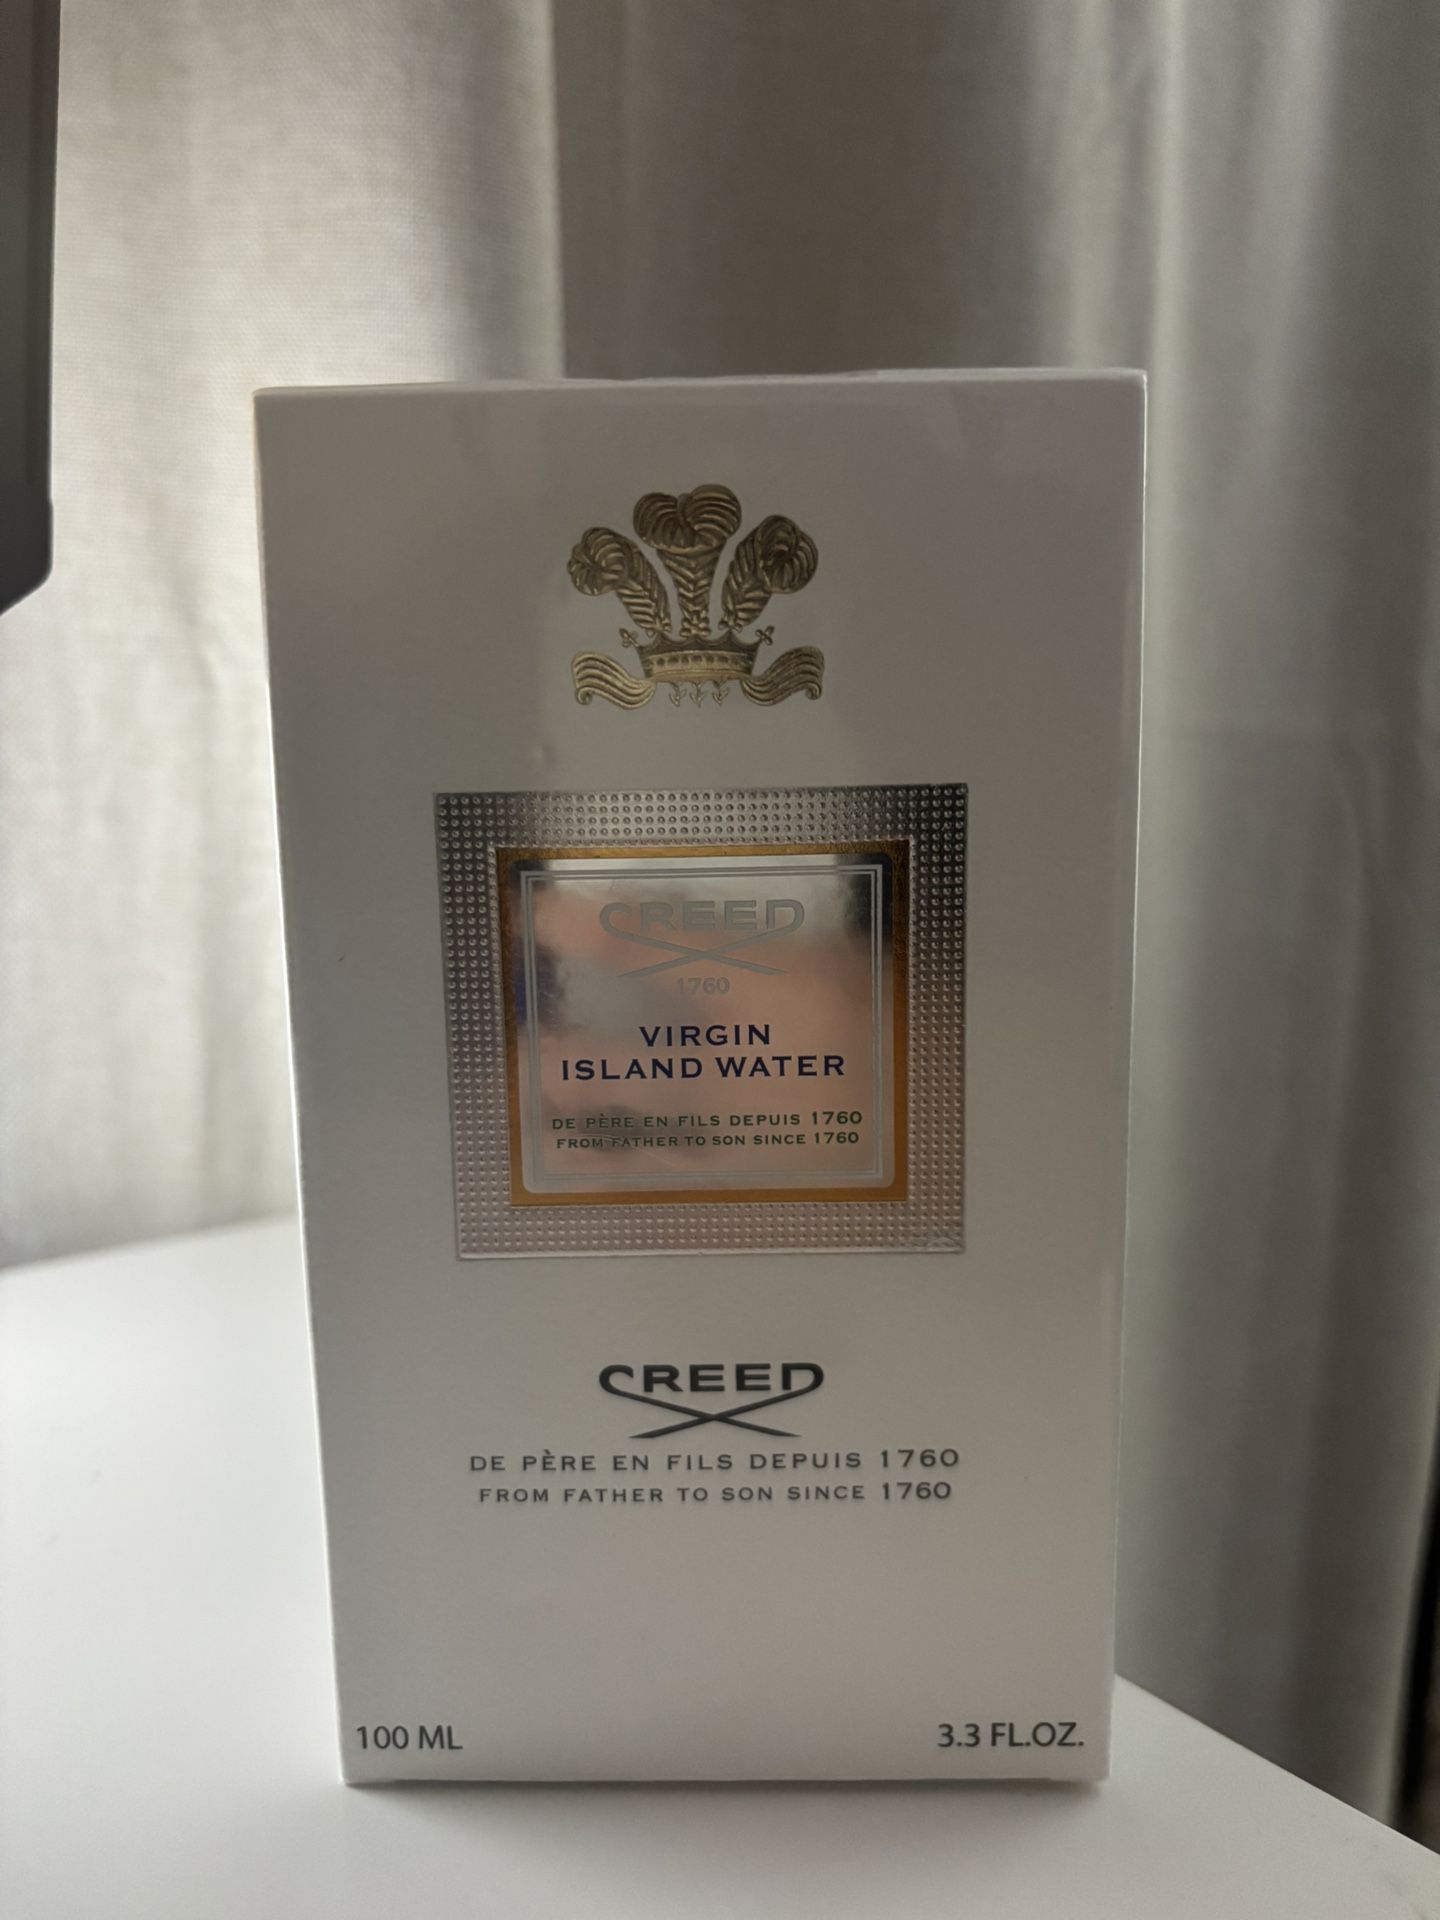 CREED
1760
VIRGIN
ISLAND WATER
DE PÈRE EN FILS DEPUIS 1760
FROM FATHER TO SON SINCE 1760
CREED
DE PÈRE EN FILS DEPUIS 1760
FROM FATHER TO SON SINCE 1760
100 ML 3.3 FL.OZ.